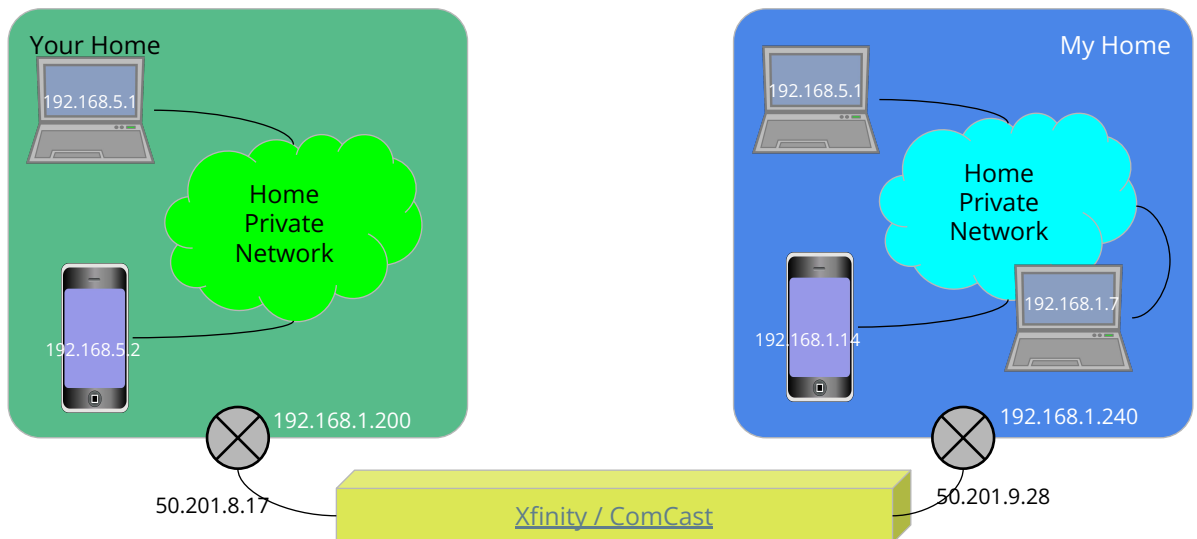 Your Home
192.168.5.1
Home
Private
Network
192.168.5.2
192.168.1.200
50.201.8.17
My Home
192.168.5.1
Home
Private
Network
192.168.1.7
192.168.1.14
192.168.1.240
50.201.9.28
Xfinity / ComCast